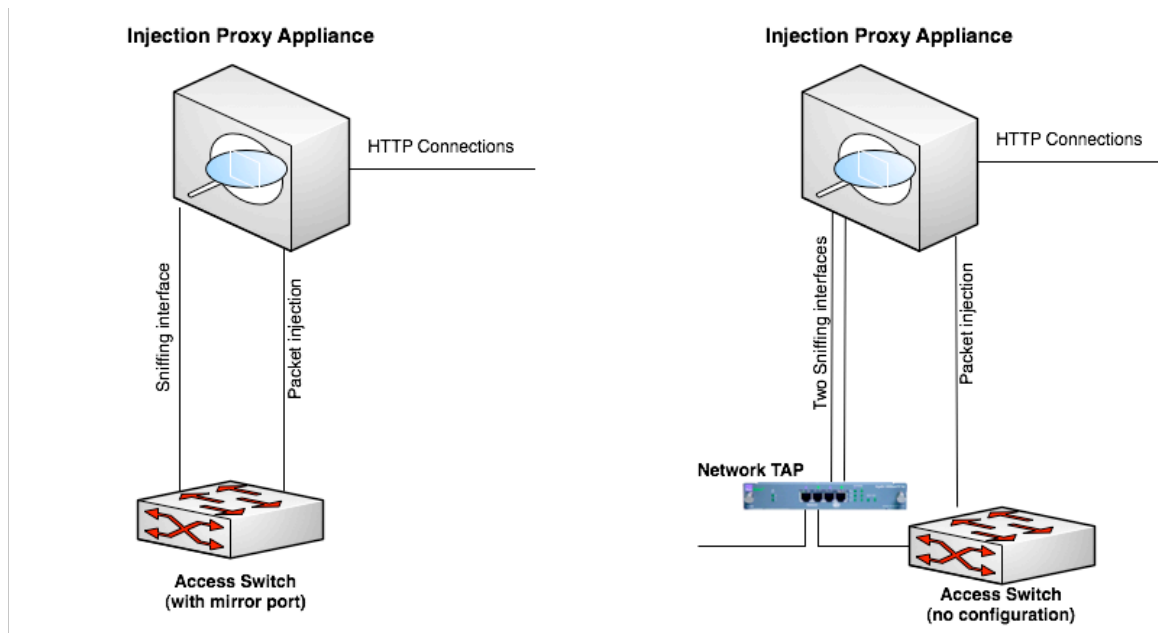 Injection Proxy Appliance
HTTP Connections
Sniffing interface
Packet injection
Access Switch
(with mirror port)
Injection Proxy Appliance
HTTP Connections
Two Sniffing interfaces
Packet injection
Network TAP
Access Switch
(no configuration)